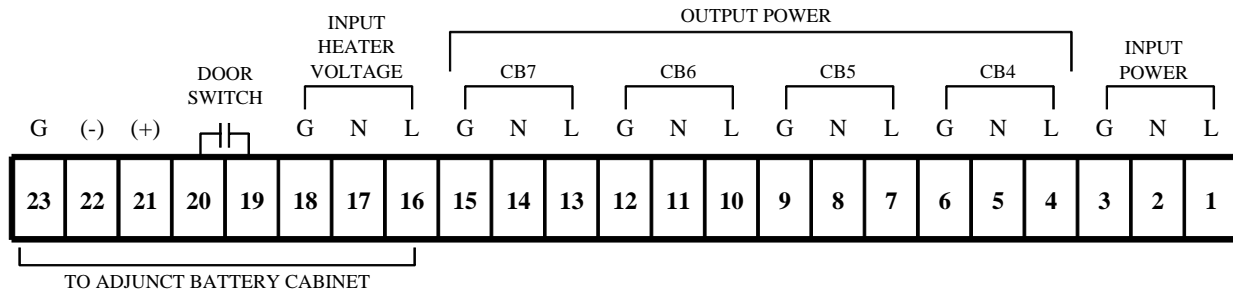 OUTPUT POWER
INPUT
HEATER
VOLTAGE
INPUT
POWER
DOOR
SWITCH
CB7 CB6 CB5 CB4
G (-) (+) G N L G N L G N L G N L G N L G N L
23 22 21 20 19 18 17 16 15 14 13 12 11 10 9 8 7 6 5 4 3 2 1
TO ADJUNCT BATTERY CABINET